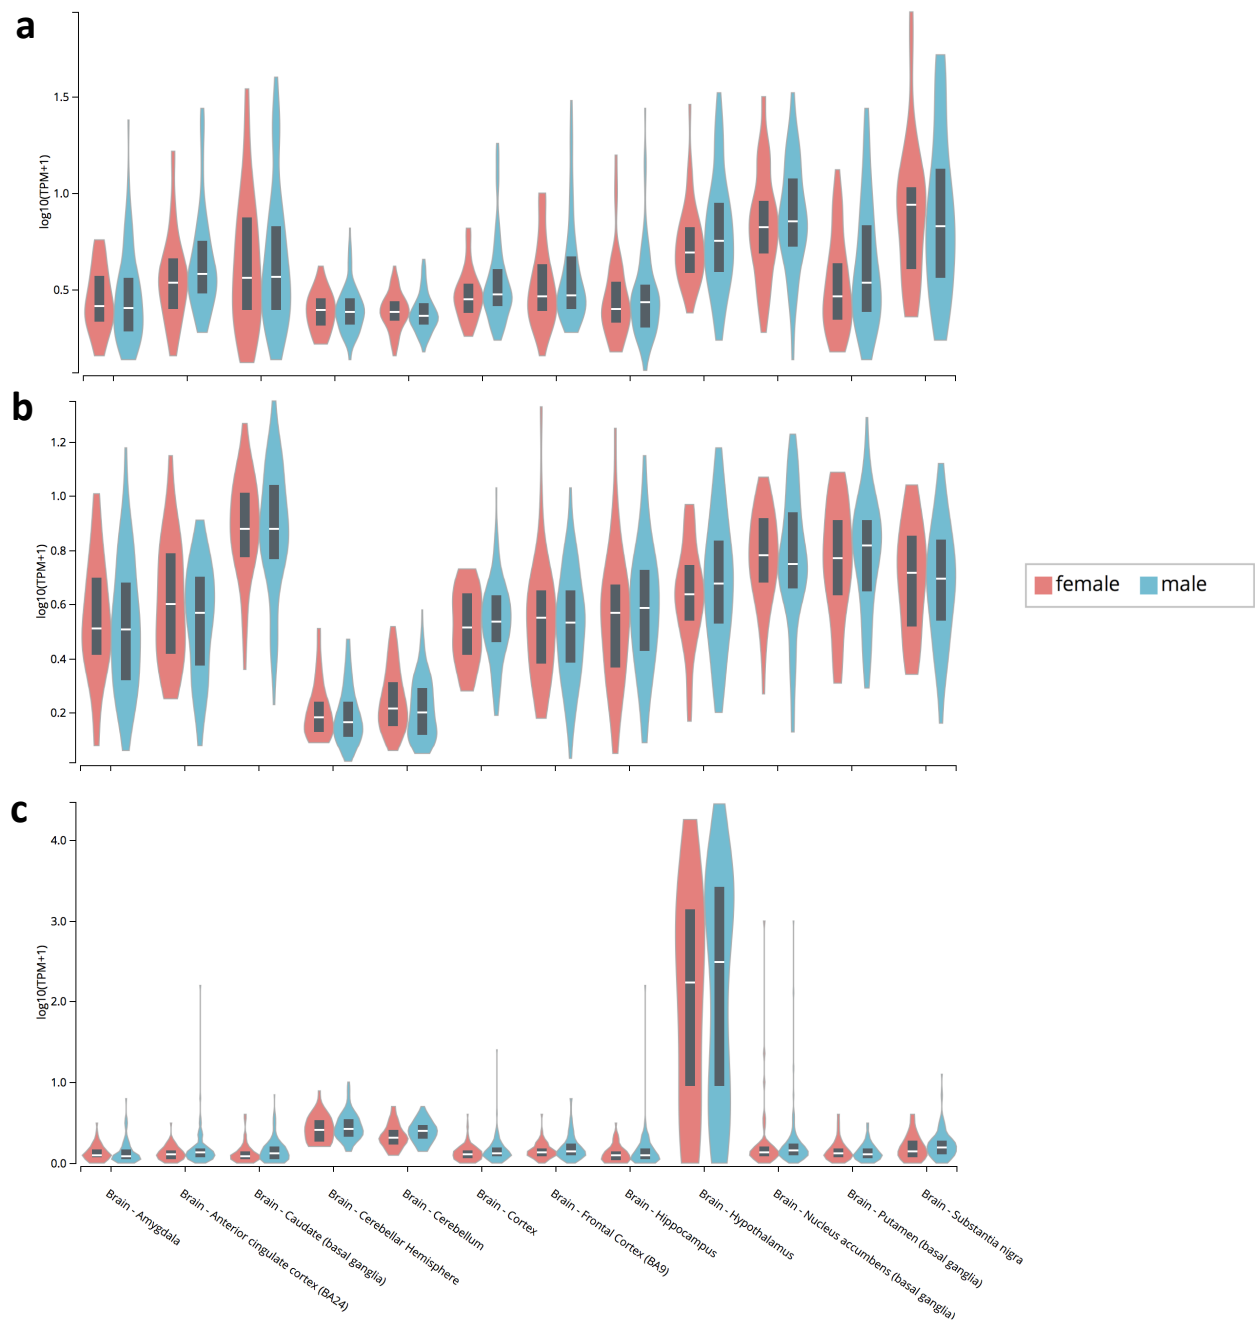 a
1.5
1.0
0.5
log10(TPM+1)
b
1.2
1.0
0.8
0.6
0.4
0.2
log10(TPM+1)
female male
c
4.0
3.0
2.0
1.0
0.0
log10(TPM+1)
Brain - Amygdala
Brain - Anterior cingulate cortex (BA24)
Brain - Caudate (basal ganglia)
Brain - Cerebellar Hemisphere
Brain - Cerebellum
Brain - Cortex
Brain - Frontal Cortex (BA9)
Brain - Hippocampus
Brain - Hypothalamus
Brain - Nucleus accumbens (basal ganglia)
Brain - Putamen (basal ganglia)
Brain - Substantia nigra